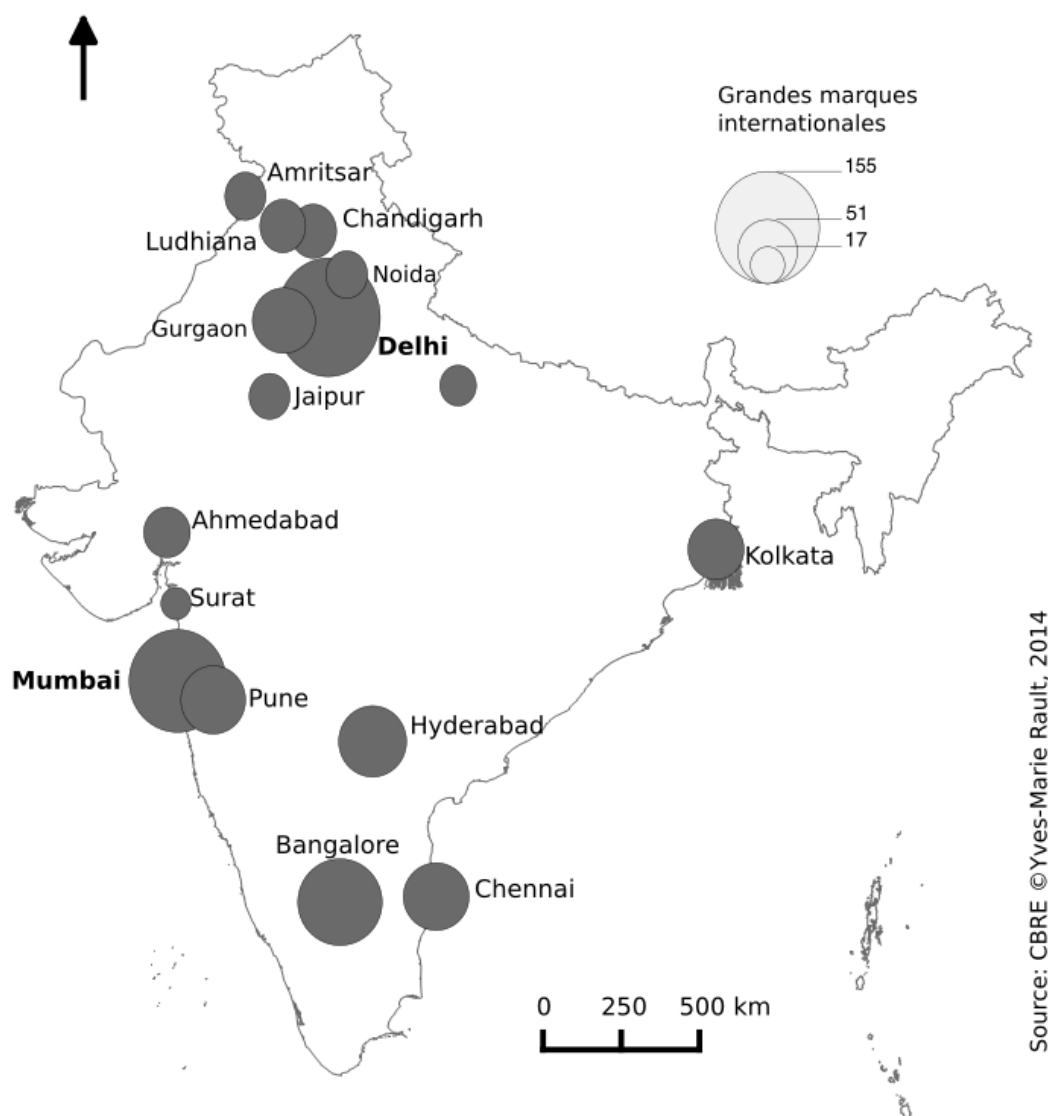 Grandes marques
internationales
155
51
17
Amritsar
Chandigarh
Ludhiana
Noida
Gurgaon
Delhi
Jaipur
Ahmedabad
Kolkata
Surat
Mumbai
Pune
Hyderabad
Bangalore
Chennai
0 250 500 km
Source: CBRE ©Yves-Marie Rault, 2014